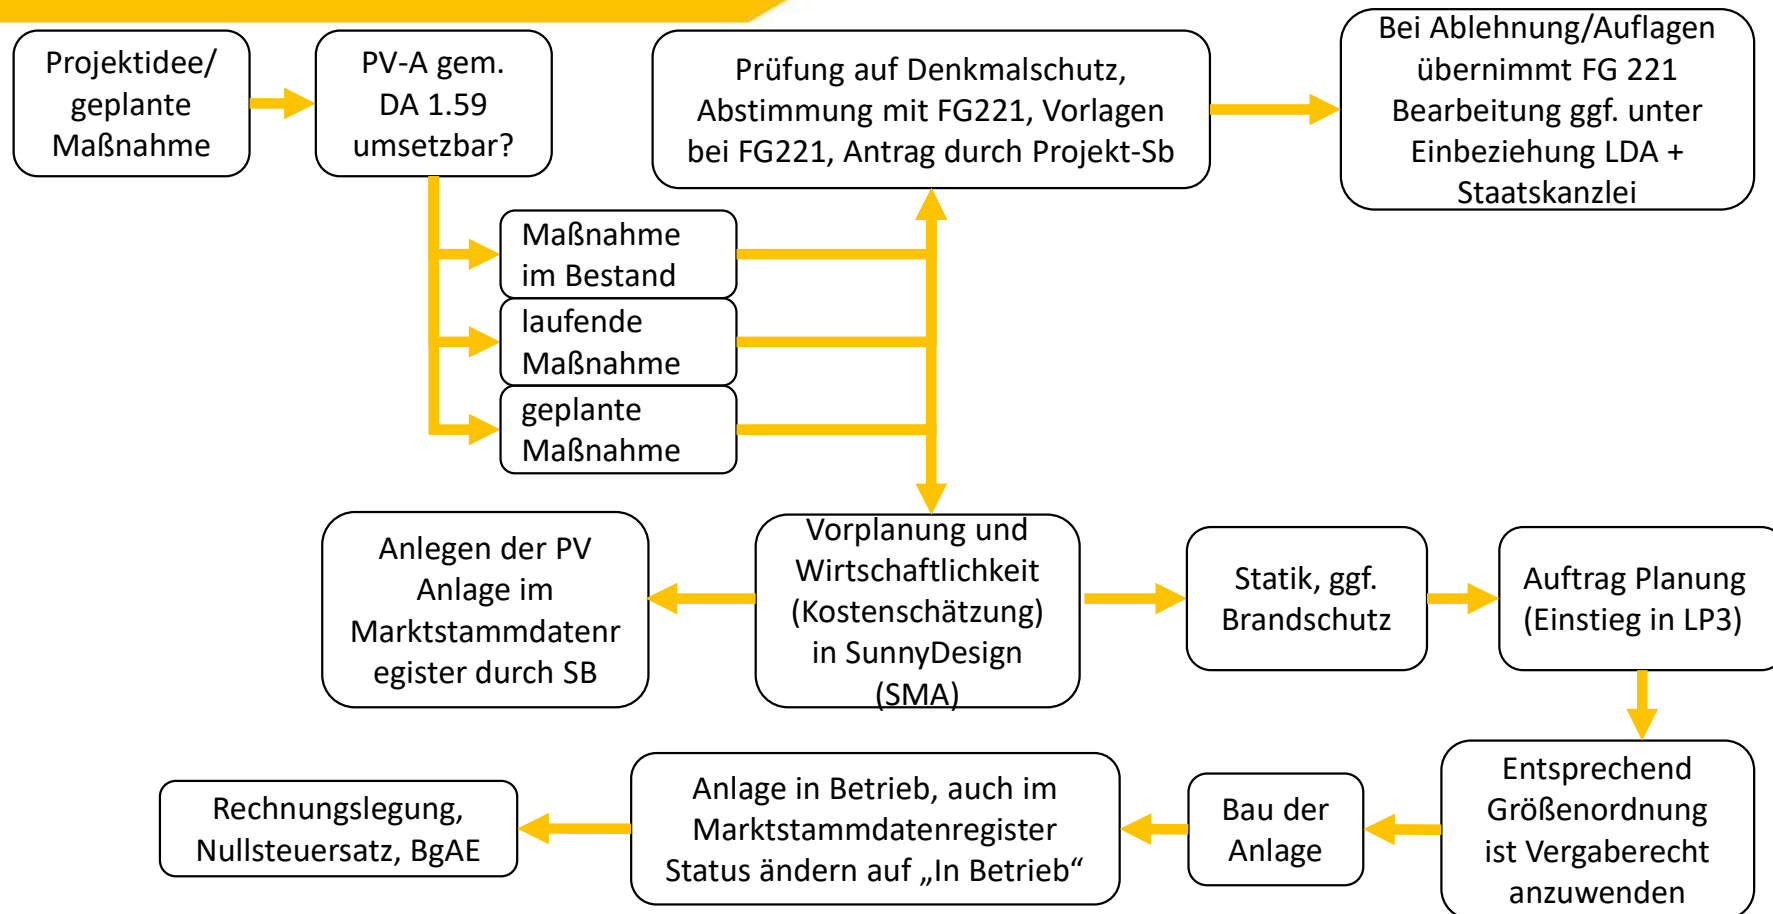 Projektidee/
geplante
Maßnahme
PV-A gem.
DA 1.59
umsetzbar?
Prüfung auf Denkmalschutz,
Abstimmung mit FG221, Vorlagen
bei FG221, Antrag durch Projekt-Sb
Bei Ablehnung/Auflagen
übernimmt FG 221
Bearbeitung ggf. unter
Einbeziehung LDA +
Staatskanzlei
Maßnahme
im Bestand
laufende
Maßnahme
geplante
Maßnahme
Anlegen der PV
Anlage im
Marktstammdatenr
egister durch SB
Vorplanung und
Wirtschaftlichkeit
(Kostenschätzung)
in SunnyDesign
(SMA)
Statik, ggf.
Brandschutz
Auftrag Planung
(Einstieg in LP3)
Rechnungslegung,
Nullsteuersatz, BgAE
Anlage in Betrieb, auch im
Marktstammdatenregister
Status ändern auf „In Betrieb“
Bau der
Anlage
Entsprechend
Größenordnung
ist Vergaberecht
anzuwenden